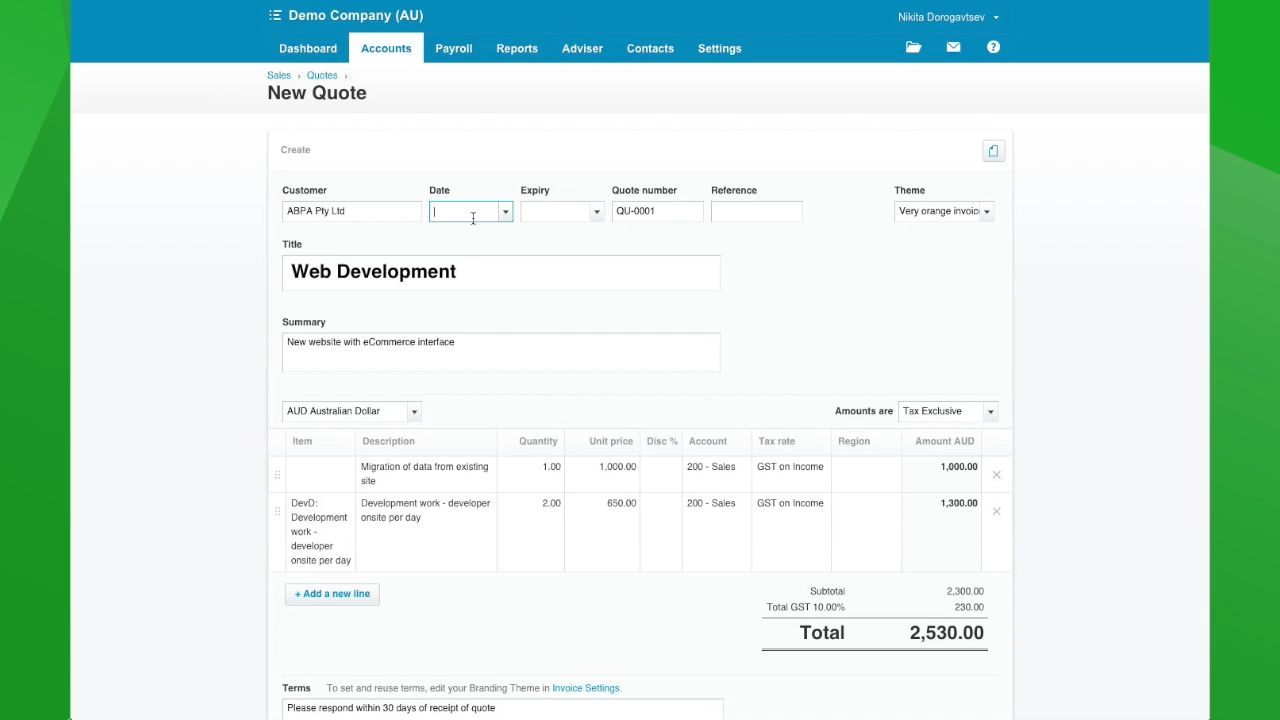 Demo Company (AU)
Nikita Dorogavtsev
Dashboard Accounts Payroll Reports Adviser Contacts Settings
?
Sales › Quotes ›
New Quote
Create
Customer Date Expiry Quote number Reference Theme
ABPA Pty Ltd QU-0001 Very orange invoic
Title
Web Development
Summary
New website with eCommerce interface
AUD Australian Dollar Amounts are Tax Exclusive
Item Description Quantity Unit price Disc % Account Tax rate Region Amount AUD
Migration of data from existing 1.00 1,000.00 200 - Sales GST on Income 1,000.00
site
DevD: Development work - developer 2.00 650.00 200 - Sales GST on Income 1,300.00
Development onsite per day
work -
developer
onsite per day
+ Add a new line
Subtotal 2,300.00
Total GST 10.00% 230.00
Total 2,530.00
Terms To set and reuse terms, edit your Branding Theme in Invoice Settings.
Please respond within 30 days of receipt of quote